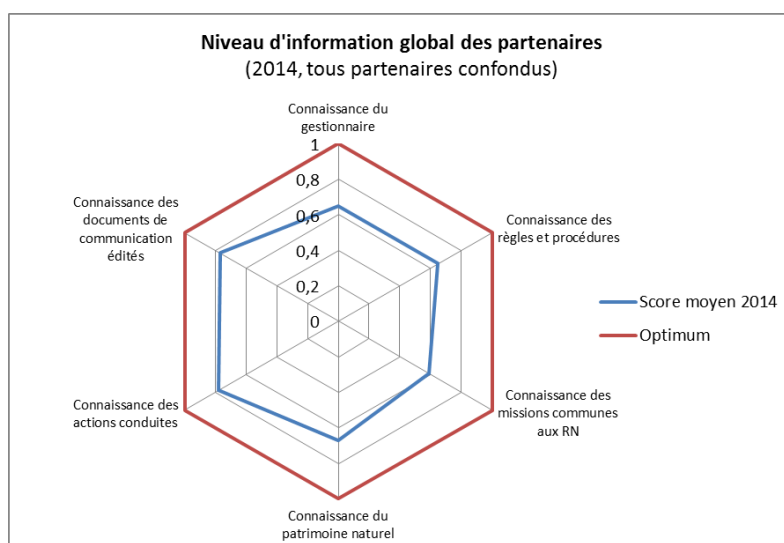 Niveau d'information global des partenaires
(2014, tous partenaires confondus)
Connaissance du
gestionnaire
1
0,8
0,6
0,4
0,2
0
Connaissance des
règles et procédures
Connaissance des
missions communes
aux RN
Connaissance du
patrimoine naturel
Connaissance des
actions conduites
Connaissance des
documents de
communication
édités
Score moyen 2014
Optimum